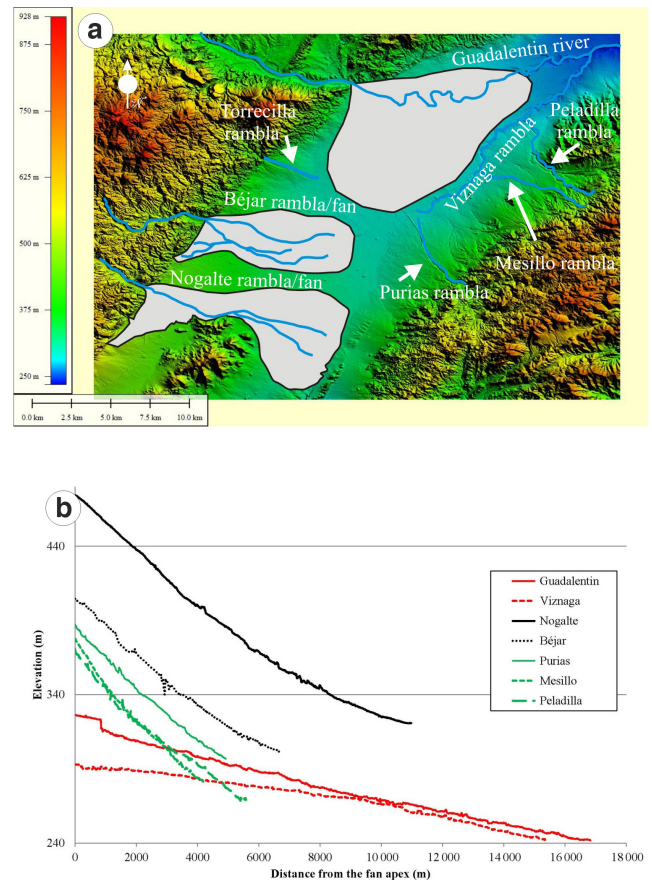 928 m
750 m
625 m
500 m
375 m
250 m
0.0 km 2.5 km 5.0 km 7.5 km 10.0 km
a
N
Guadalentin river
Torrecilla
rambla
Peladilla
rambla
Viznaga rambla
Béjar rambla/fan
Mesillo rambla
Nogalte rambla/fan
Purias rambla
b
440
340
240
Elevation (m)
0 2000 4000 6000 8000 10 000 12 000 14 000 16 000 18 000
Distance from the fan apex (m)
Guadalentin
Viznaga
Nogalte
Béjar
Purias
Mesillo
Peladilla